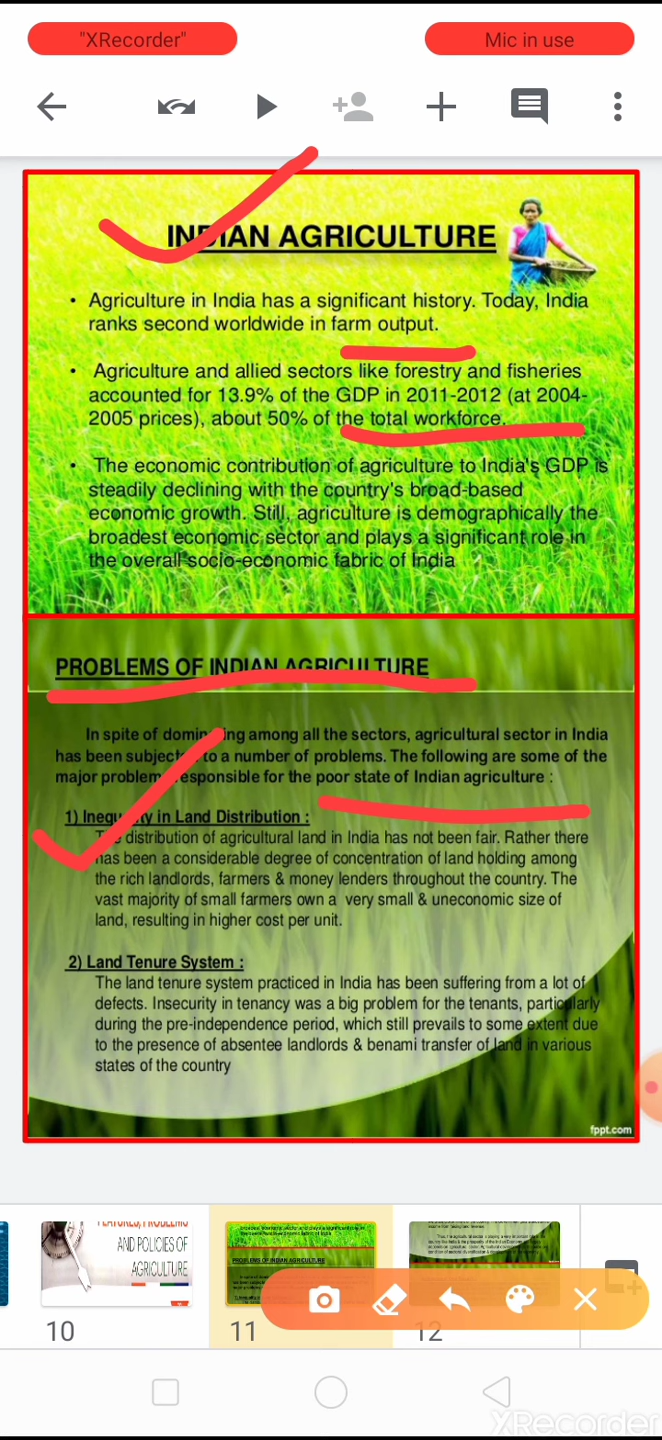 "XRecorder"
Mic in use
INDIAN AGRICULTURE
• Agriculture in India has a significant history. Today, India
ranks second worldwide in farm output.
• Agriculture and allied sectors like forestry and fisheries
accounted for 13.9% of the GDP in 2011-2012 (at 2004-
2005 prices), about 50% of the total workforce.
• The economic contribution of agriculture to India's GDP is
steadily declining with the country's broad-based
economic growth. Still, agriculture is demographically the
broadest economic sector and plays a significant role in
the overall socio-economic fabric of India
PROBLEMS OF INDIAN AGRICULTURE
In spite of dominating among all the sectors, agricultural sector in India
has been subjected to a number of problems. The following are some of the
major problems responsible for the poor state of Indian agriculture :
1) Inequality in Land Distribution :
The distribution of agricultural land in India has not been fair. Rather there
has been a considerable degree of concentration of land holding among
the rich landlords, farmers & money lenders throughout the country. The
vast majority of small farmers own a very small & uneconomic size of
land, resulting in higher cost per unit.
2) Land Tenure System :
The land tenure system practiced in India has been suffering from a lot of
defects. Insecurity in tenancy was a big problem for the tenants, particularly
during the pre-independence period, which still prevails to some extent due
to the presence of absentee landlords & benami transfer of land in various
states of the country
fppt.com
FEATURES, PROBLEMS
AND POLICIES OF
AGRICULTURE
PROBLEMS OF INDIAN AGRICULTURE
10
11
12
XRecorder